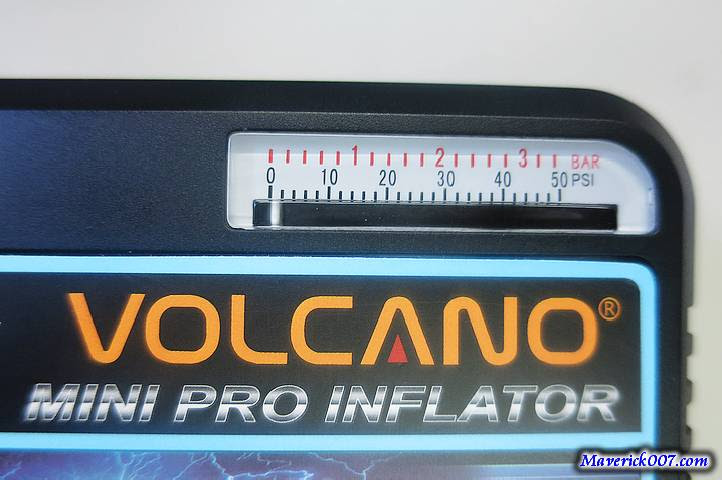 1 2 3 BAR
0 10 20 30 40 50 PSI
VOLCANO®
MINI PRO INFLATOR
Maverick007.com